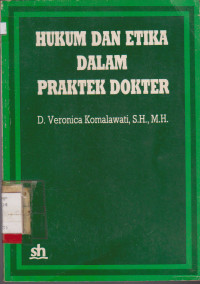 HUKUM DAN ETIKA
DALAM
PRAKTEK DOKTER
D. Veronica Komalawati, S.H., M.H.
sh